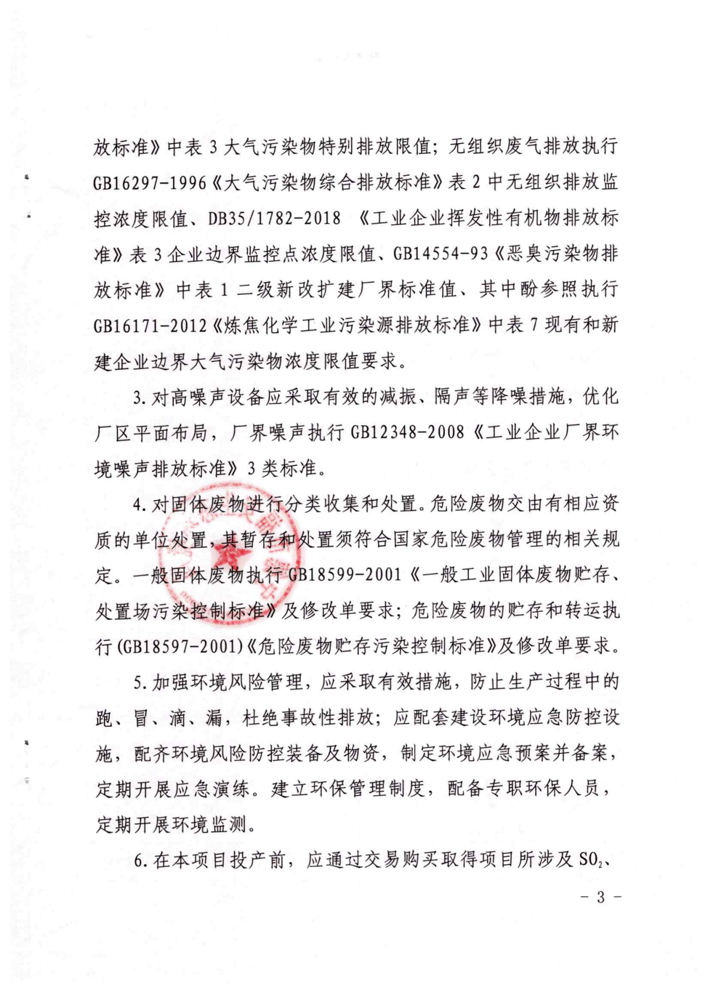 放标准》中表 3 大气污染物特别排放限值；无组织废气排放执行
GB16297-1996《大气污染物综合排放标准》表 2 中无组织排放监
控浓度限值、DB35/1782-2018 《工业企业挥发性有机物排放标
准》表 3 企业边界监控点浓度限值、GB14554-93《恶臭污染物排
放标准》中表 1 二级新改扩建厂界标准值、其中酚参照执行
GB16171-2012《炼焦化学工业污染源排放标准》中表 7 现有和新
建企业边界大气污染物浓度限值要求。
3.对高噪声设备应采取有效的减振、隔声等降噪措施，优化
厂区平面布局，厂界噪声执行 GB12348-2008《工业企业厂界环
境噪声排放标准》3 类标准。
4.对固体废物进行分类收集和处置。危险废物交由有相应资
质的单位处置，其暂存和处置须符合国家危险废物管理的相关规
定。一般固体废物执行 GB18599-2001《一般工业固体废物贮存、
处置场污染控制标准》及修改单要求；危险废物的贮存和转运执
行(GB18597-2001)《危险废物贮存污染控制标准》及修改单要求。
5.加强环境风险管理，应采取有效措施，防止生产过程中的
跑、冒、滴、漏，杜绝事故性排放；应配套建设环境应急防控设
施，配齐环境风险防控装备及物资，制定环境应急预案并备案，
定期开展应急演练。建立环保管理制度，配备专职环保人员，
定期开展环境监测。
6.在本项目投产前，应通过交易购买取得项目所涉及 SO₂、
- 3 -